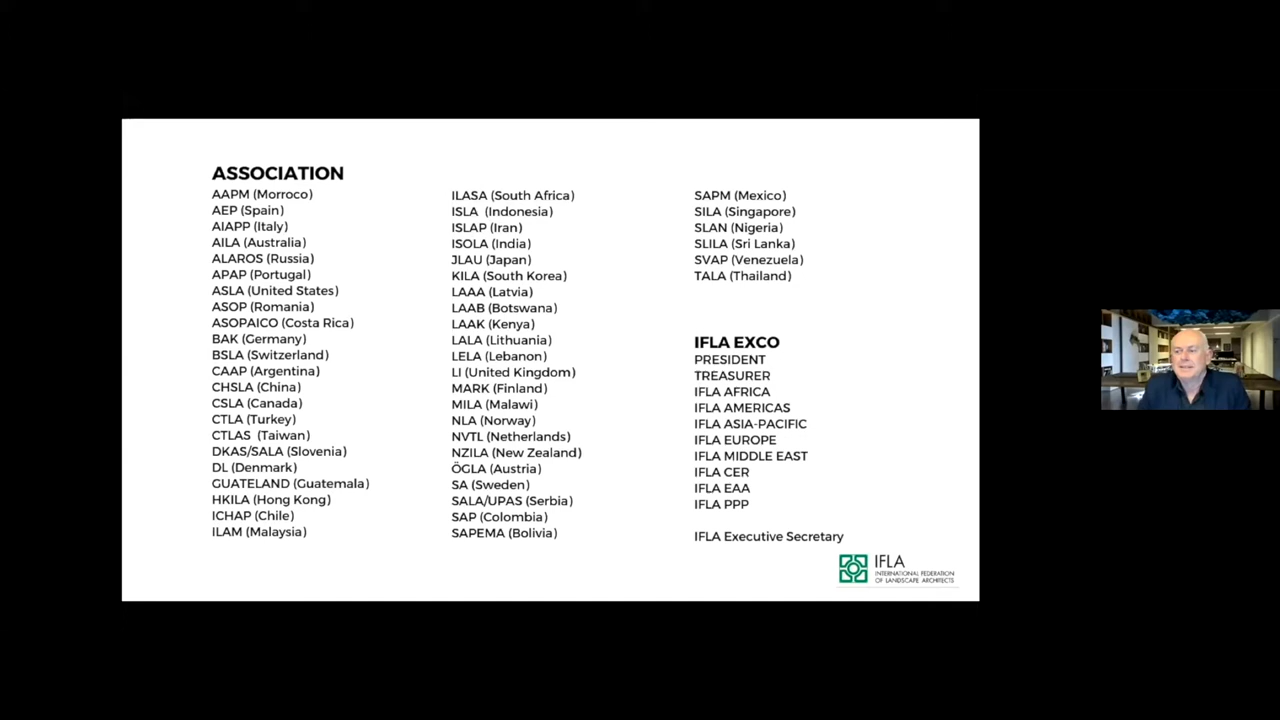 ASSOCIATION
AAPM (Morroco)
AEP (Spain)
AIAPP (Italy)
AILA (Australia)
ALAROS (Russia)
APAP (Portugal)
ASLA (United States)
ASOP (Romania)
ASOPAICO (Costa Rica)
BAK (Germany)
BSLA (Switzerland)
CAAP (Argentina)
CHSLA (China)
CSLA (Canada)
CTLA (Turkey)
CTLAS (Taiwan)
DKAS/SALA (Slovenia)
DL (Denmark)
GUATELAND (Guatemala)
HKILA (Hong Kong)
ICHAP (Chile)
ILAM (Malaysia)
ILASA (South Africa)
ISLA (Indonesia)
ISLAP (Iran)
ISOLA (India)
JLAU (Japan)
KILA (South Korea)
LAAA (Latvia)
LAAB (Botswana)
LAAK (Kenya)
LALA (Lithuania)
LELA (Lebanon)
LI (United Kingdom)
MARK (Finland)
MILA (Malawi)
NLA (Norway)
NVTL (Netherlands)
NZILA (New Zealand)
ÖGLA (Austria)
SA (Sweden)
SALA/UPAS (Serbia)
SAP (Colombia)
SAPEMA (Bolivia)
SAPM (Mexico)
SILA (Singapore)
SLAN (Nigeria)
SLILA (Sri Lanka)
SVAP (Venezuela)
TALA (Thailand)
IFLA EXCO
PRESIDENT
TREASURER
IFLA AFRICA
IFLA AMERICAS
IFLA ASIA-PACIFIC
IFLA EUROPE
IFLA MIDDLE EAST
IFLA CER
IFLA EAA
IFLA PPP
IFLA Executive Secretary
IFLA
INTERNATIONAL FEDERATION
OF LANDSCAPE ARCHITECTS